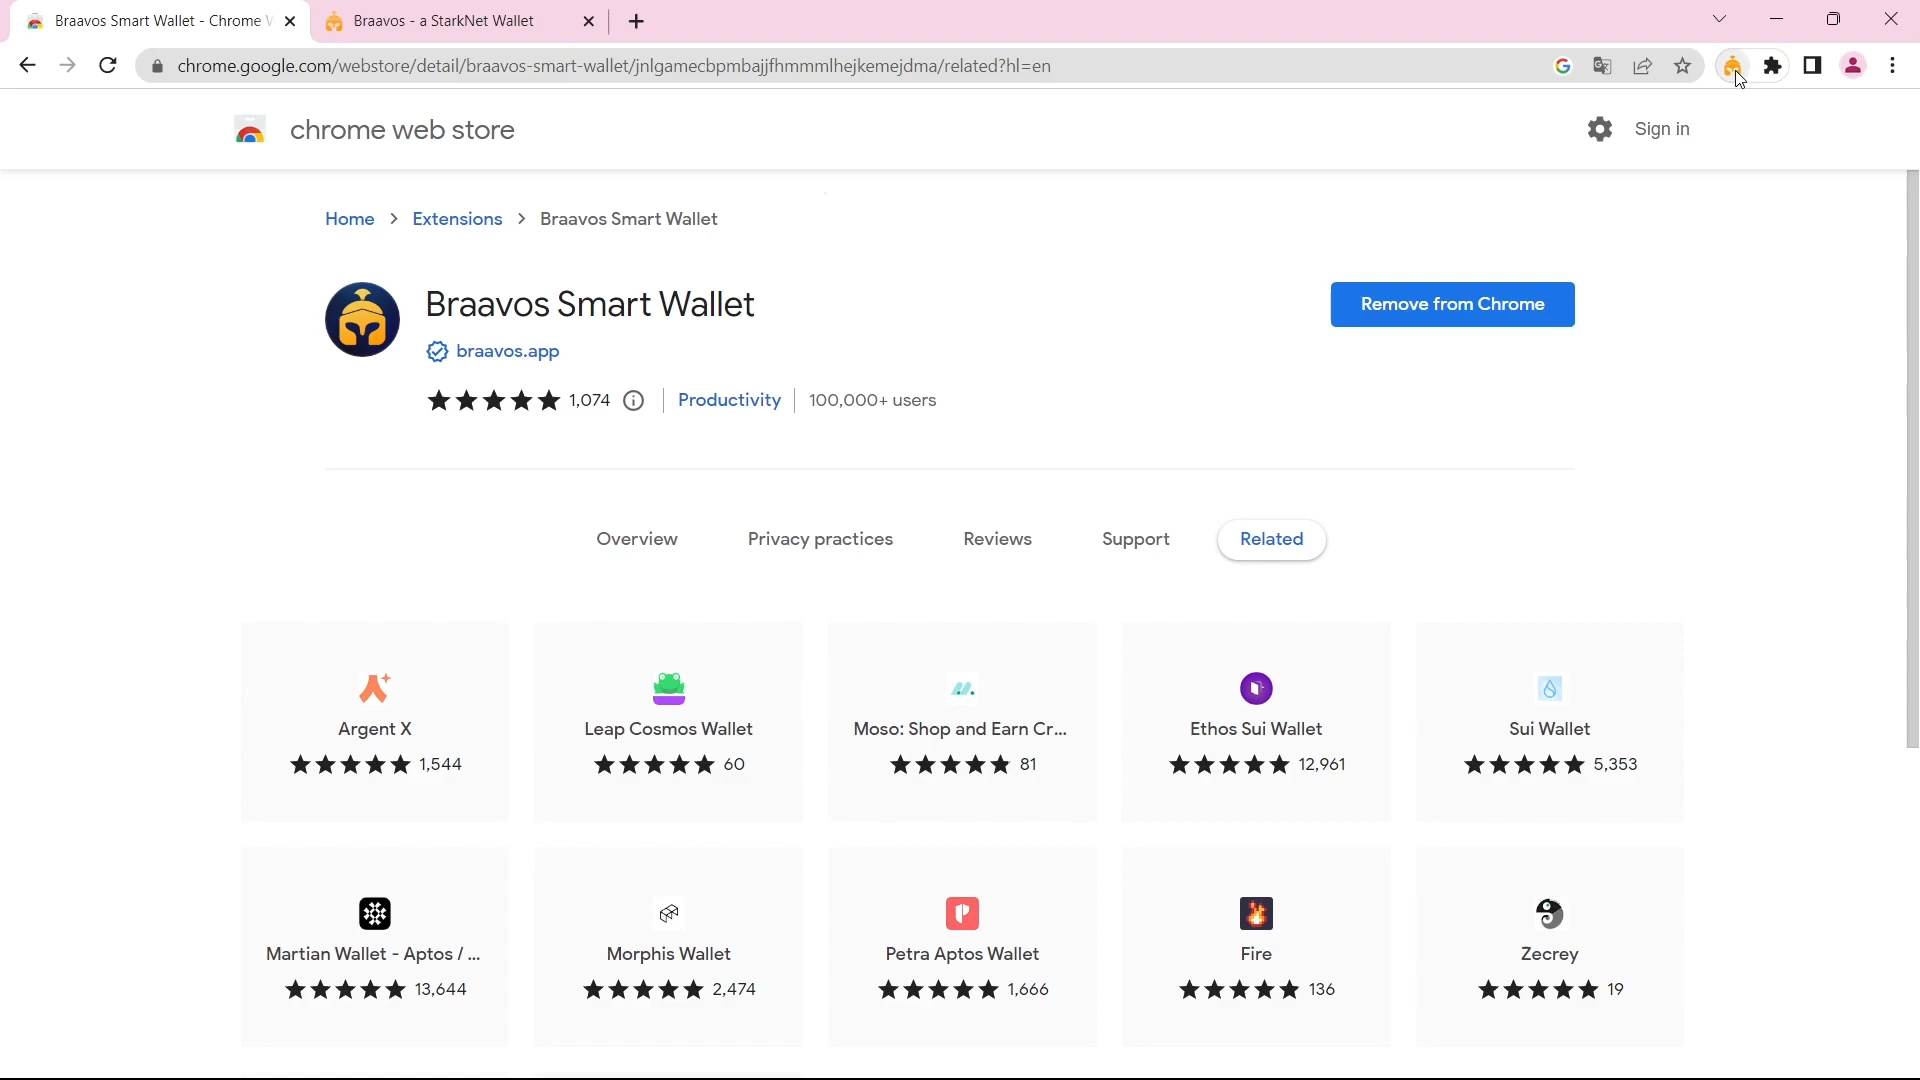 Braavos Smart Wallet - Chrome
Braavos - a StarkNet Wallet
chrome.google.com/webstore/detail/braavos-smart-wallet/jnlgamecbpmbajjfhmmmlhejkemejdma/related?hl=en
chrome web store
Sign in
Home > Extensions > Braavos Smart Wallet
Braavos Smart Wallet
Remove from Chrome
braavos.app
1,074 Productivity 100,000+ users
Overview Privacy practices Reviews Support Related
Argent X
1,544
Leap Cosmos Wallet
60
Moso: Shop and Earn Cr...
81
Ethos Sui Wallet
12,961
Sui Wallet
5,353
Martian Wallet - Aptos / ...
13,644
Morphis Wallet
2,474
Petra Aptos Wallet
1,666
Fire
136
Zecrey
19